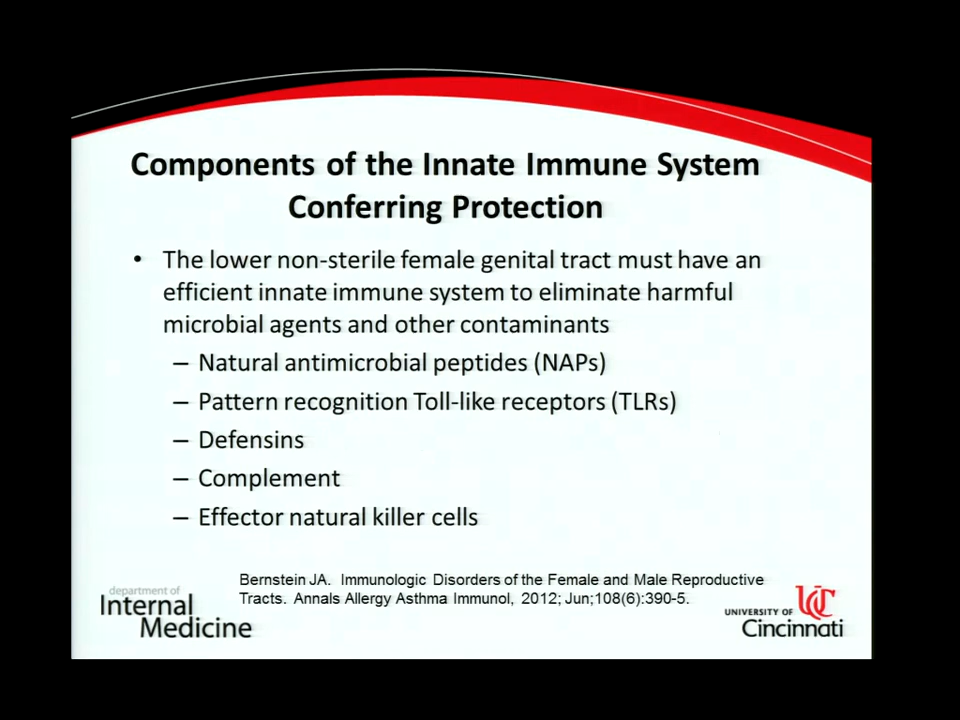 Components of the Innate Immune System
Conferring Protection
• The lower non-sterile female genital tract must have an
efficient innate immune system to eliminate harmful
microbial agents and other contaminants
– Natural antimicrobial peptides (NAPs)
– Pattern recognition Toll-like receptors (TLRs)
– Defensins
– Complement
– Effector natural killer cells
Bernstein JA. Immunologic Disorders of the Female and Male Reproductive
Tracts. Annals Allergy Asthma Immunol, 2012; Jun;108(6):390-5.
department of
Internal
Medicine
UC
UNIVERSITY OF
Cincinnati